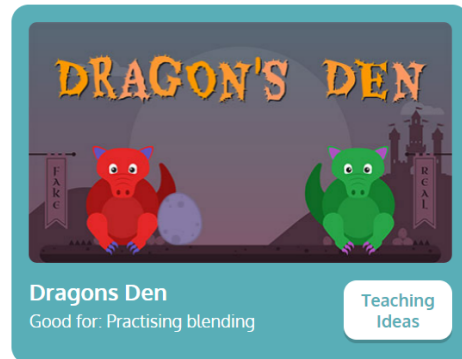 DRAGON'S DEN
FAKE
REAL
Dragons Den
Good for: Practising blending
Teaching
Ideas